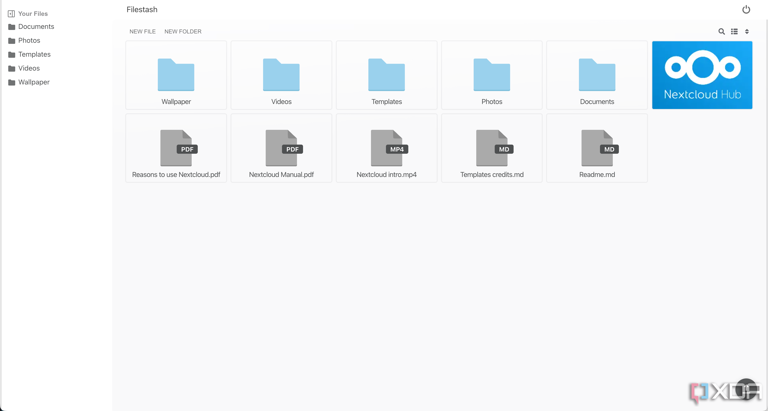 Your Files
Documents
Photos
Templates
Videos
Wallpaper
Filestash
NEW FILE NEW FOLDER
Wallpaper Videos Templates Photos Documents
Nextcloud Hub
PDF PDF MP4 MD MD
Reasons to use Nextcloud.pdf Nextcloud Manual.pdf Nextcloud intro.mp4 Templates credits.md Readme.md
XDA